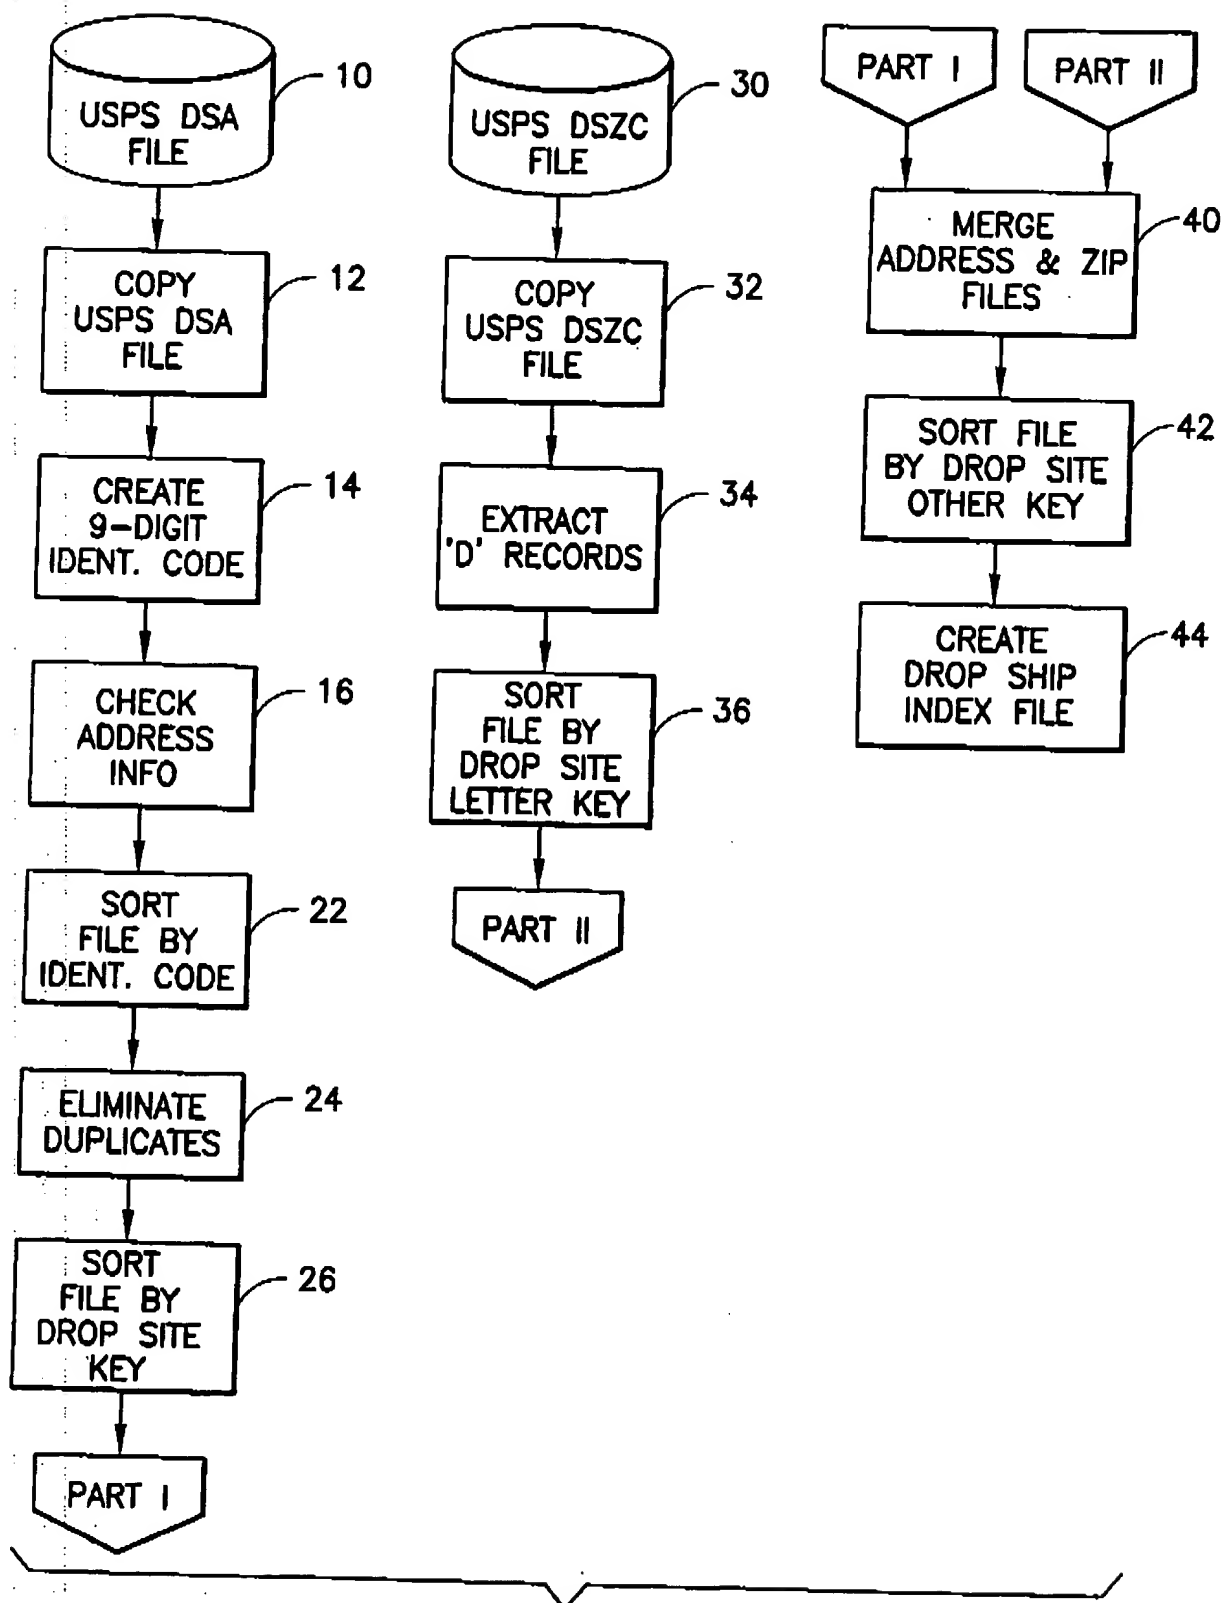 USPS DSA
FILE
10
COPY
USPS DSA
FILE
12
CREATE
9-DIGIT
IDENT. CODE
14
CHECK
ADDRESS
INFO
16
SORT
FILE BY
IDENT. CODE
22
ELIMINATE
DUPLICATES
24
SORT
FILE BY
DROP SITE
KEY
26
PART I
USPS DSZC
FILE
30
COPY
USPS DSZC
FILE
32
EXTRACT
'D' RECORDS
34
SORT
FILE BY
DROP SITE
LETTER KEY
36
PART II
PART I
PART II
MERGE
ADDRESS & ZIP
FILES
40
SORT FILE
BY DROP SITE
OTHER KEY
42
CREATE
DROP SHIP
INDEX FILE
44